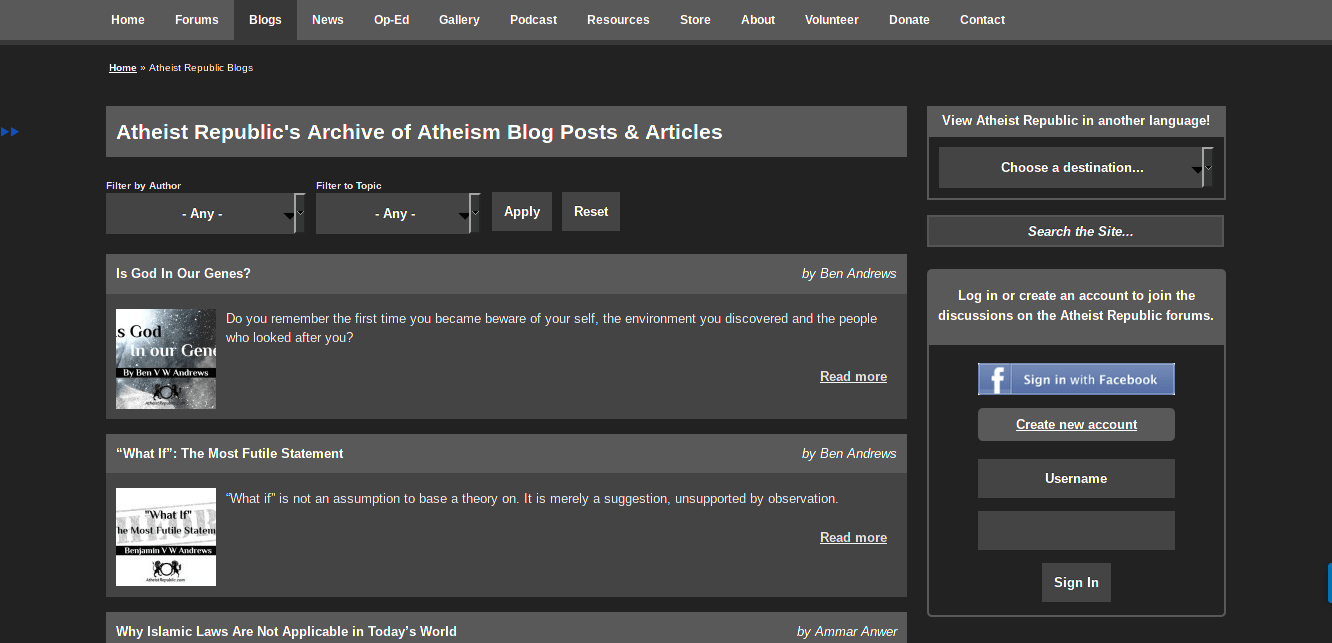 Home Forums Blogs News Op-Ed Gallery Podcast Resources Store About Volunteer Donate Contact
Home » Atheist Republic Blogs
Atheist Republic's Archive of Atheism Blog Posts & Articles
Filter by Author
- Any -
Filter to Topic
- Any -
Apply
Reset
Is God In Our Genes? by Ben Andrews
s God
In our Gene
By Ben V W Andrews
AtheistRepublic.com
Do you remember the first time you became beware of your self, the environment you discovered and the people
who looked after you?
Read more
“What If”: The Most Futile Statement by Ben Andrews
"What If"
he Most Futile Statem
Benjamin V W Andrews
AtheistRepublic.com
“What if” is not an assumption to base a theory on. It is merely a suggestion, unsupported by observation.
Read more
Why Islamic Laws Are Not Applicable in Today’s World by Ammar Anwer
View Atheist Republic in another language!
Choose a destination...
Search the Site...
Log in or create an account to join the
discussions on the Atheist Republic forums.
f Sign in with Facebook
Create new account
Username
Sign In